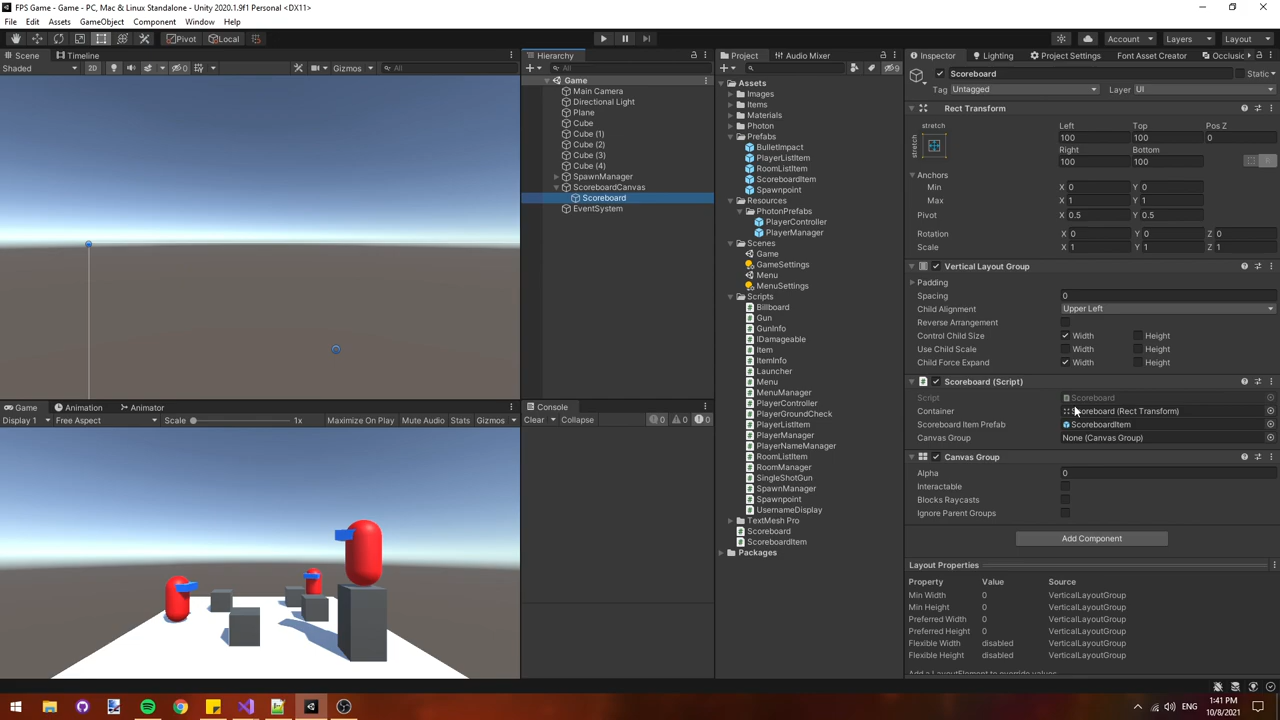 FPS Game - Game - PC, Mac & Linux Standalone - Unity 2020.1.9f1 Personal <DX11>
File Edit Assets GameObject Component Window Help
Pivot Local Account Layers Layout
Scene Timeline
Shaded 2D 0 Gizmos All
Hierarchy
All
Game
Main Camera
Directional Light
Plane
Cube
Cube (1)
Cube (2)
Cube (3)
Cube (4)
SpawnManager
ScoreboardCanvas
Scoreboard
EventSystem
Game Animation Animator
Display 1 Free Aspect Scale 1x Maximize On Play Mute Audio Stats Gizmos
Console
Clear Collapse 0 0 0
Project Audio Mixer
9
Assets
Images
Items
Materials
Photon
Prefabs
BulletImpact
PlayerListItem
RoomListItem
ScoreboardItem
Spawnpoint
Resources
PhotonPrefabs
PlayerController
PlayerManager
Scenes
Game
GameSettings
Menu
MenuSettings
Scripts
Billboard
Gun
GunInfo
IDamageable
Item
ItemInfo
Launcher
Menu
MenuManager
PlayerController
PlayerGroundCheck
PlayerListItem
PlayerManager
PlayerNameManager
RoomListItem
RoomManager
SingleShotGun
SpawnManager
Spawnpoint
UsernameDisplay
TextMesh Pro
Scoreboard
ScoreboardItem
Packages
Inspector Lighting Project Settings Font Asset Creator Occlusic
Scoreboard Static
Tag Untagged Layer UI
Rect Transform
stretch
stretch
Left Top Pos Z
100 100 0
Right Bottom
100 100
Anchors
Min X 0 Y 0
Max X 1 Y 1
Pivot X 0.5 Y 0.5
Rotation X 0 Y 0 Z 0
Scale X 1 Y 1 Z 1
Vertical Layout Group
Padding
Spacing 0
Child Alignment Upper Left
Reverse Arrangement
Control Child Size Width Height
Use Child Scale Width Height
Child Force Expand Width Height
Scoreboard (Script)
Script Scoreboard
Container Scoreboard (Rect Transform)
Scoreboard Item Prefab ScoreboardItem
Canvas Group None (Canvas Group)
Canvas Group
Alpha 0
Interactable
Blocks Raycasts
Ignore Parent Groups
Add Component
Layout Properties
Property Value Source
Min Width 0 VerticalLayoutGroup
Min Height 0 VerticalLayoutGroup
Preferred Width 0 VerticalLayoutGroup
Preferred Height 0 VerticalLayoutGroup
Flexible Width disabled VerticalLayoutGroup
Flexible Height disabled VerticalLayoutGroup
Add a LayoutElement to override values
ENG
1:41 PM
10/8/2021